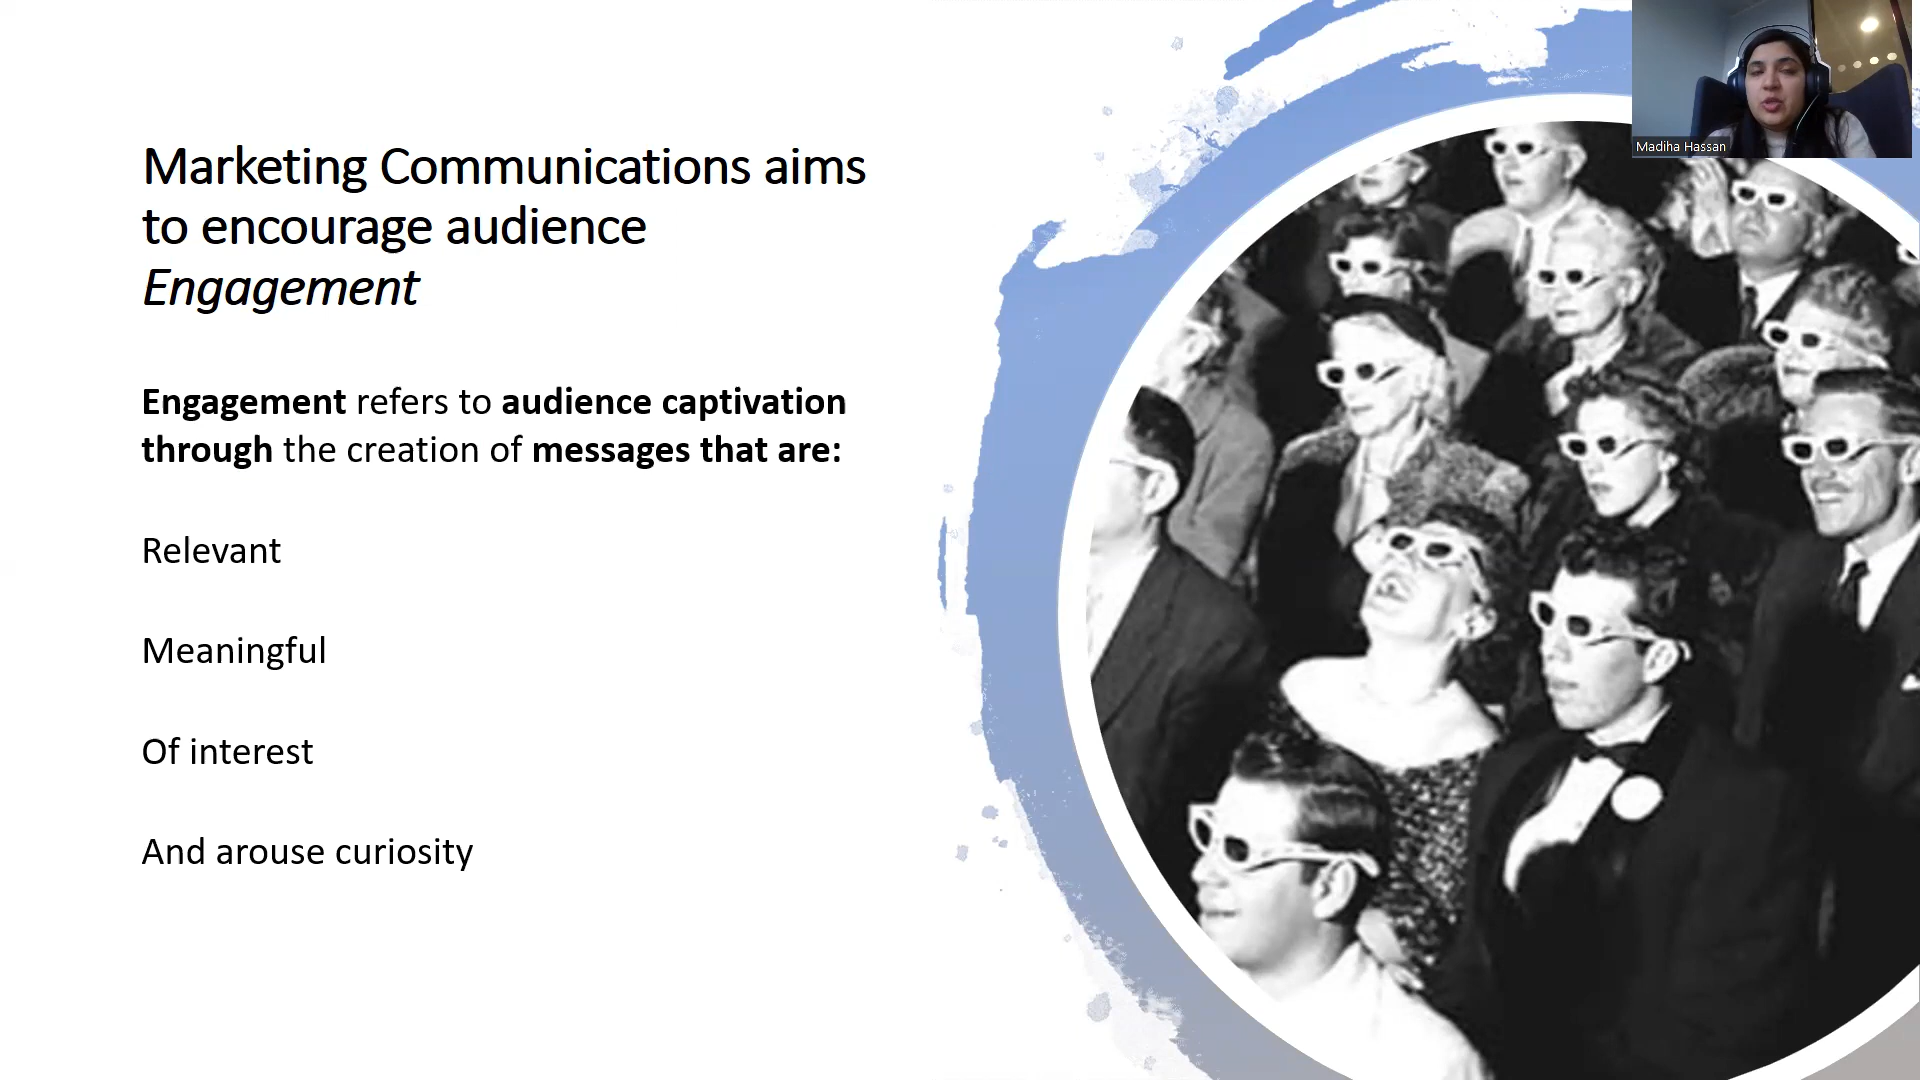 Marketing Communications aims
to encourage audience
Engagement
Engagement refers to audience captivation
through the creation of messages that are:
Relevant
Meaningful
Of interest
And arouse curiosity
Madiha Hassan